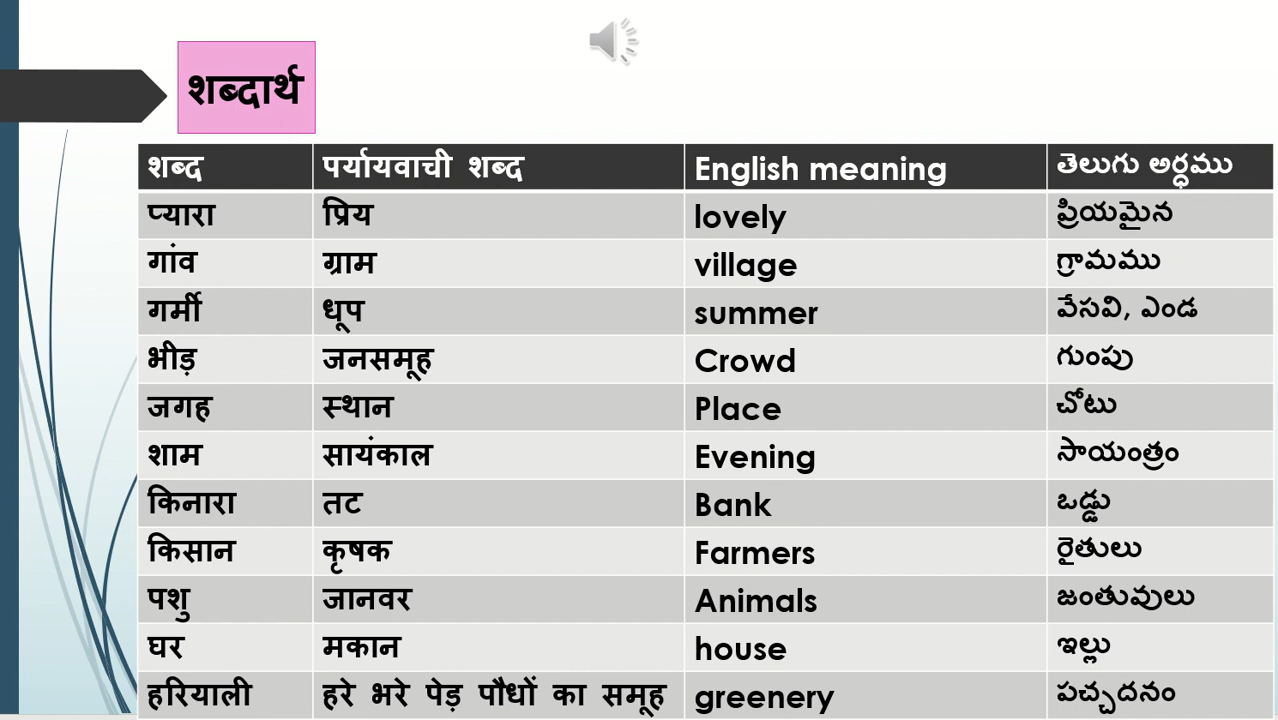 शब्दार्थ
शब्द पर्यायवाची शब्द English meaning తెలుగు అర్ధము
प्यारा प्रिय lovely ప్రియమైన
गांव ग्राम village గ్రామము
गर्मी धूप summer వేసవి, ఎండ
भीड़ जनसमूह Crowd గుంపు
जगह स्थान Place చోటు
शाम सायंकाल Evening సాయంత్రం
किनारा तट Bank ఒడ్డు
किसान कृषक Farmers రైతులు
पशु जानवर Animals జంతువులు
घर मकान house ఇల్లు
हरियाली हरे भरे पेड़ पौधों का समूह greenery పచ్చదనం